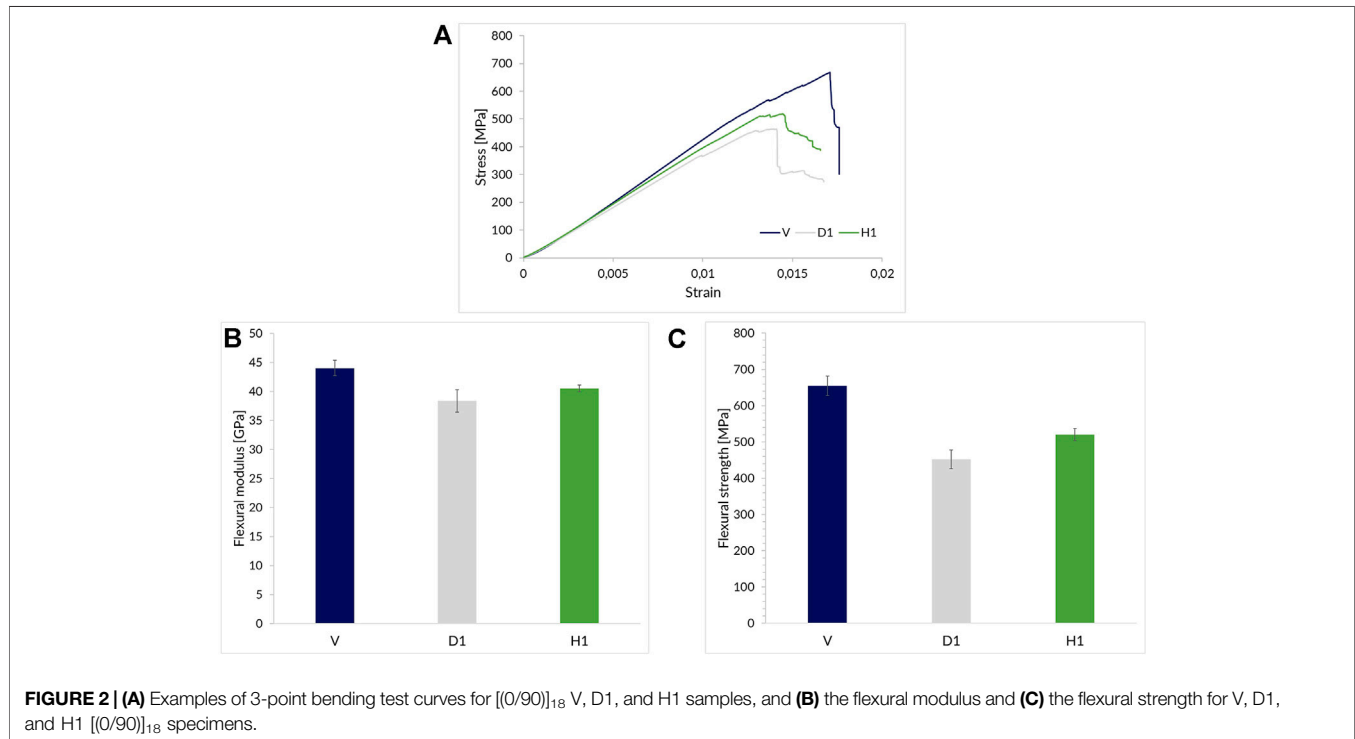 A
800
700
600
500
400
300
200
100
0
Stress [MPa]
0
0,005
0,01
0,015
0,02
Strain
V
D1
H1
B
50
45
40
35
30
25
20
15
10
5
0
Flexural modulus [GPa]
V
D1
H1
C
800
700
600
500
400
300
200
100
0
Flexural strength [MPa]
V
D1
H1
FIGURE 2 | (A) Examples of 3-point bending test curves for [(0/90)]18 V, D1, and H1 samples, and (B) the flexural modulus and (C) the flexural strength for V, D1,
and H1 [(0/90)]18 specimens.